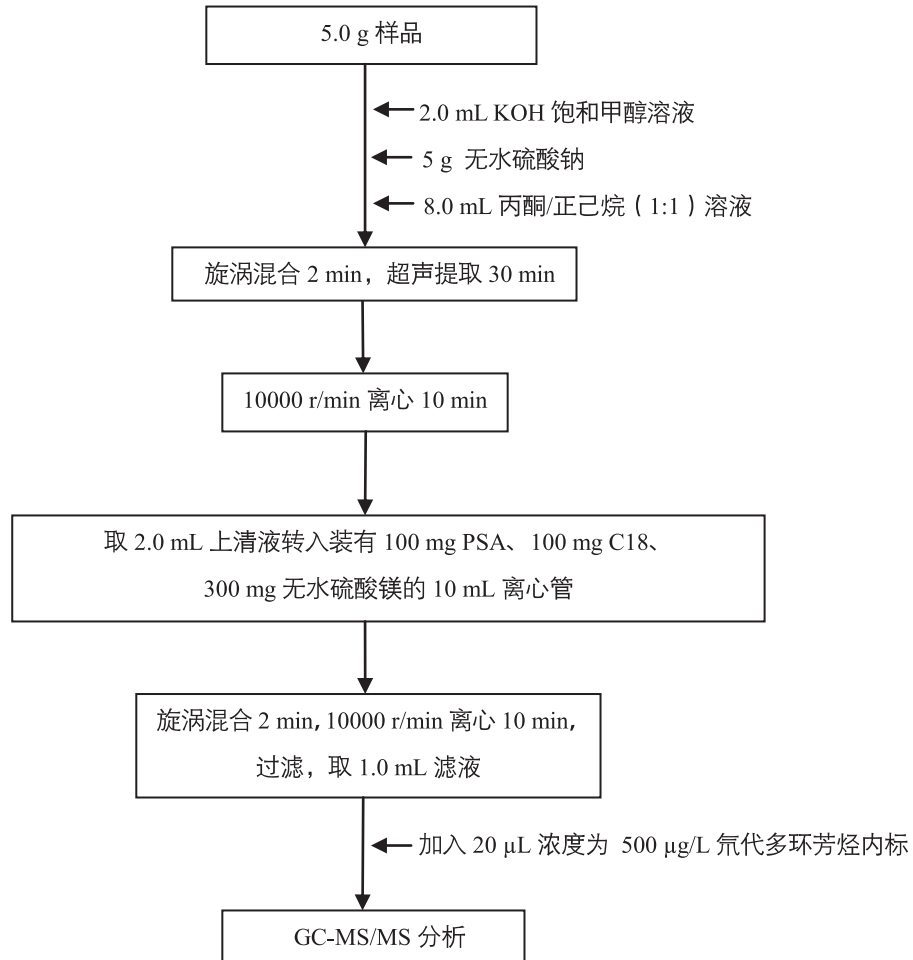 5.0 g 样品
2.0 mL KOH 饱和甲醇溶液
5 g 无水硫酸钠
8.0 mL 丙酮/正己烷（1:1）溶液
旋涡混合 2 min，超声提取 30 min
10000 r/min 离心 10 min
取 2.0 mL 上清液转入装有 100 mg PSA、100 mg C18、
300 mg 无水硫酸镁的 10 mL 离心管
旋涡混合 2 min, 10000 r/min 离心 10 min,
过滤，取 1.0 mL 滤液
加入 20 µL 浓度为 500 µg/L 氘代多环芳烃内标
GC-MS/MS 分析